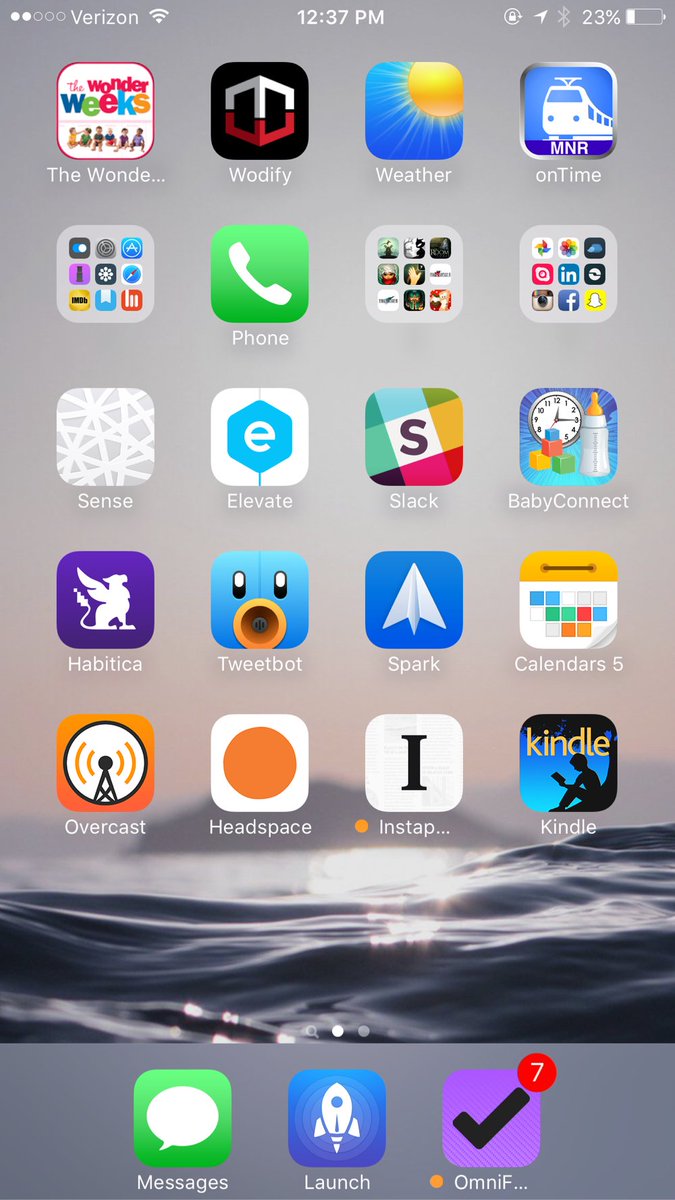 Verizon 12:37 PM 23%
the wonder weeks
MNR
The Wonde... Wodify Weather onTime
IMDb
Phone
e S
Sense Elevate Slack BabyConnect
Habitica Tweetbot Spark Calendars 5
I kindle
Overcast Headspace Instap... Kindle
7
Messages Launch OmniF...